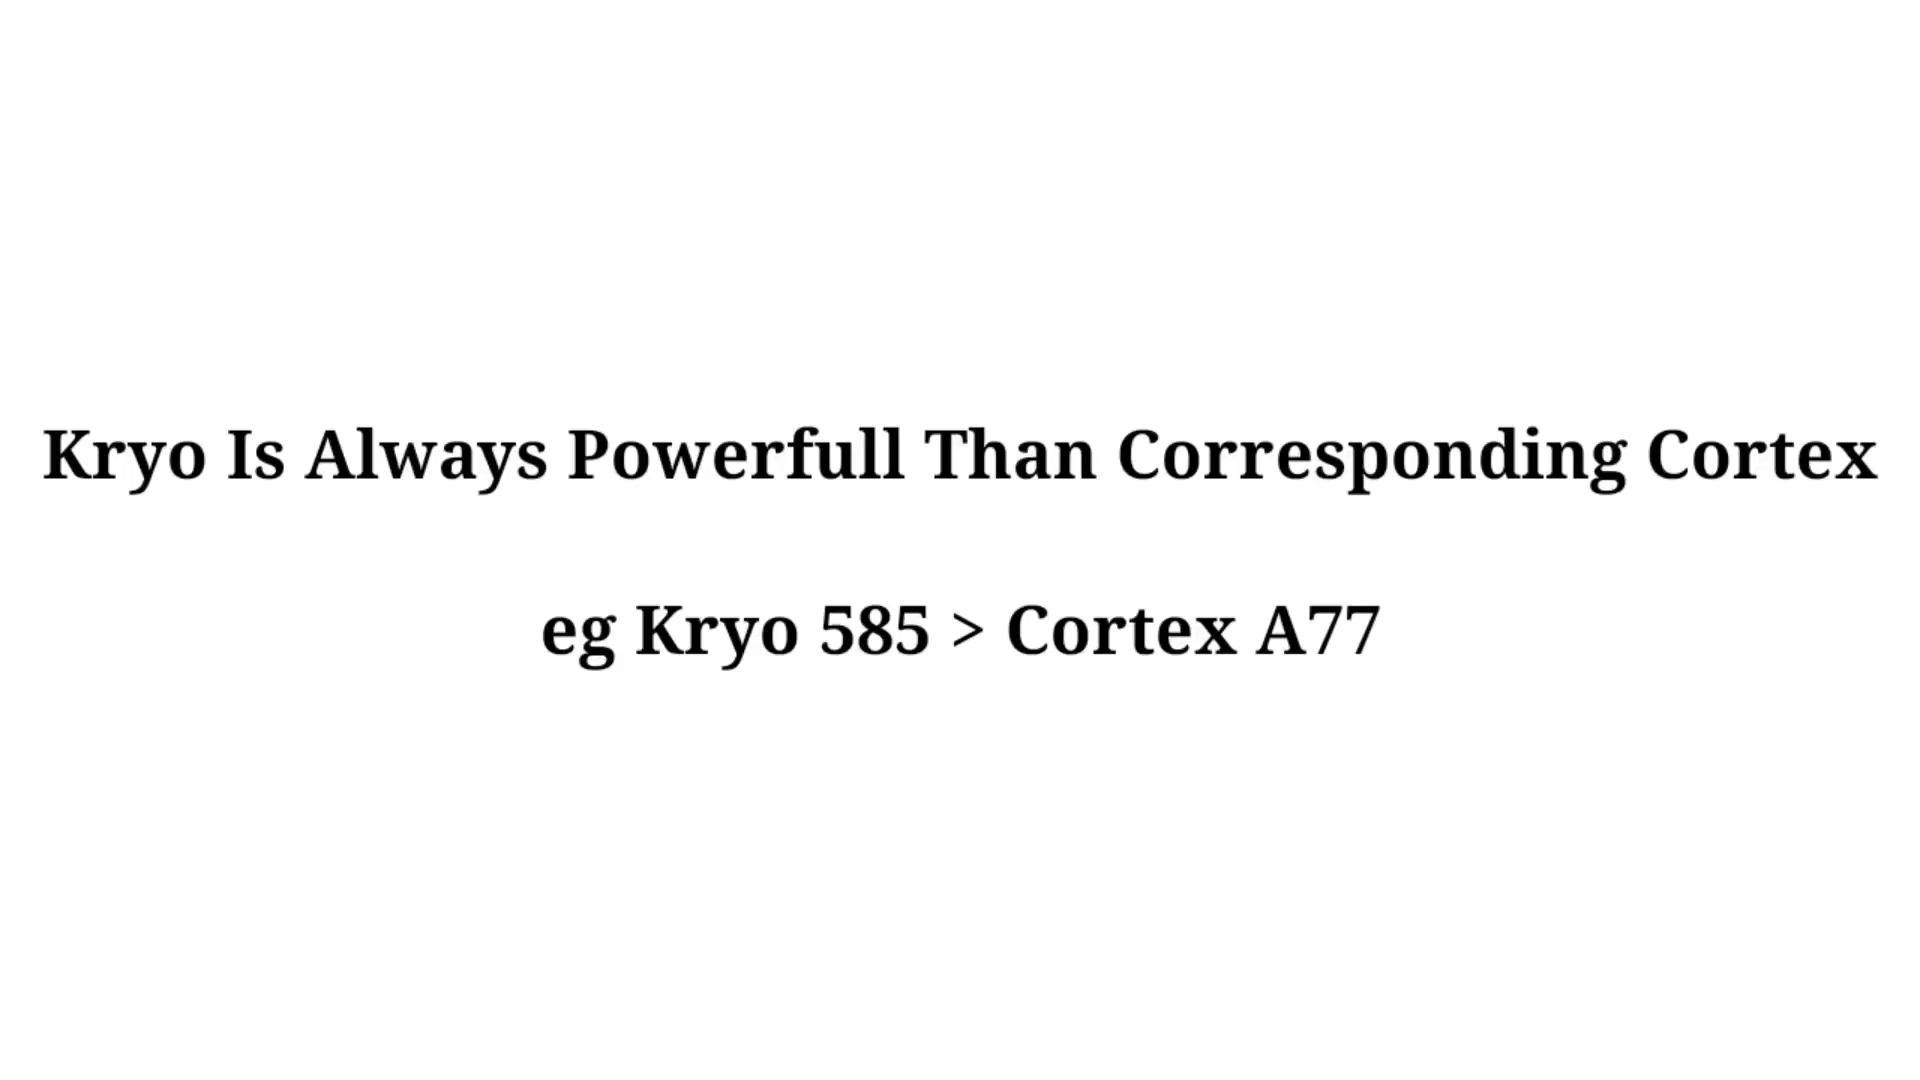 Kryo Is Always Powerfull Than Corresponding Cortex
eg Kryo 585 > Cortex A77